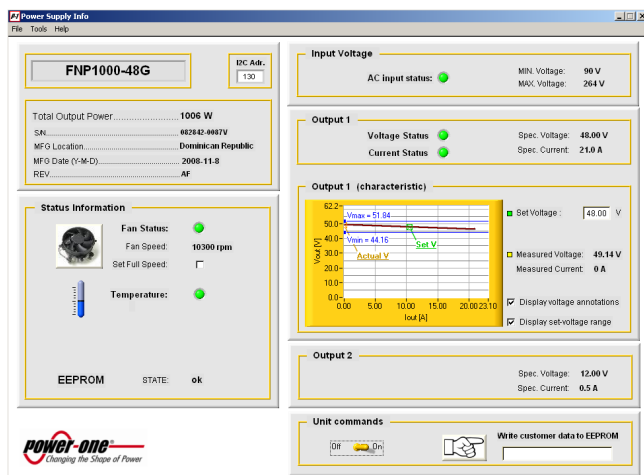 Power Supply Info
File Tools Help
FNP1000-48G
I2C Adr.
130
Total Output Power................... 1006 W
S/N............................................................ 082842-0087V
MFG Location................................... Dominican Republic
MFG Date (Y-M-D)................................. 2008-11-8
REV........................................................... AF
Status Information
Fan Status:
Fan Speed: 10300 rpm
Set Full Speed:
Temperature:
EEPROM STATE: ok
power-one®
Changing the Shape of Power
Input Voltage
AC input status:
MIN. Voltage: 90 V
MAX. Voltage: 264 V
Output 1
Voltage Status
Spec. Voltage: 48.00 V
Current Status
Spec. Current: 21.0 A
Output 1 (characteristic)
62.2
50.0
40.0
30.0
20.0
10.0
0.0
Vout [V]
Vmax = 51.84
Vmin = 44.16
Set V
Actual V
0.00 5.00 10.00 15.00 20.00 23.10
Iout [A]
Set Voltage : 48.00 V
Measured Voltage: 49.14 V
Measured Current: 0 A
Display voltage annotations
Display set-voltage range
Output 2
Spec. Voltage: 12.00 V
Spec. Current: 0.5 A
Unit commands
Off On
Write customer data to EEPROM